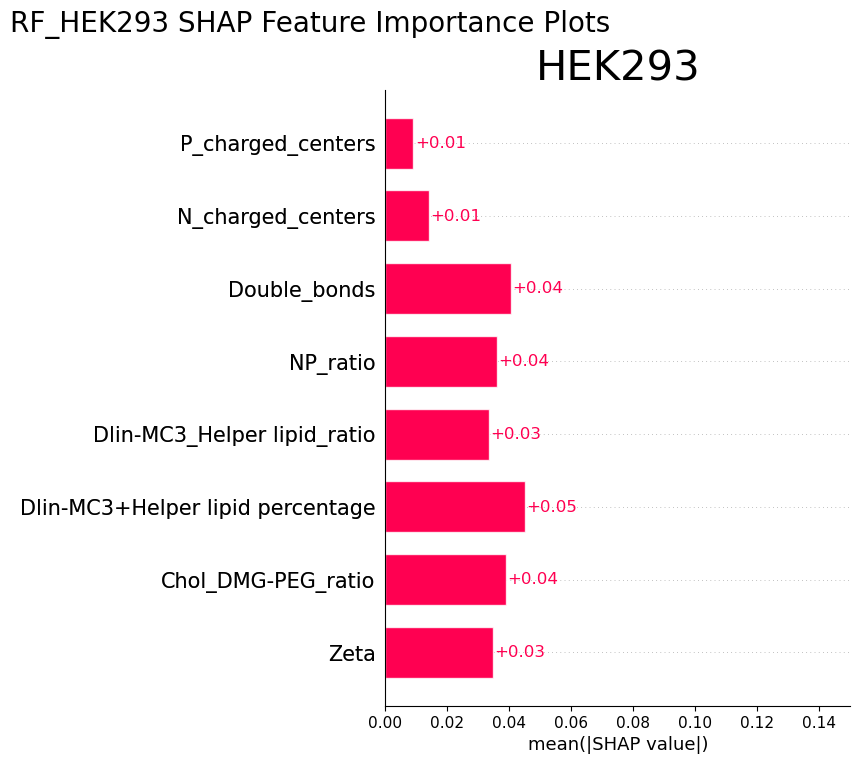 RF_HEK293 SHAP Feature Importance Plots
HEK293
P_charged_centers +0.01
N_charged_centers +0.01
Double_bonds +0.04
NP_ratio +0.04
Dlin-MC3_Helper lipid_ratio +0.03
Dlin-MC3+Helper lipid percentage +0.05
Chol_DMG-PEG_ratio +0.04
Zeta +0.03
0.00 0.02 0.04 0.06 0.08 0.10 0.12 0.14
mean(|SHAP value|)